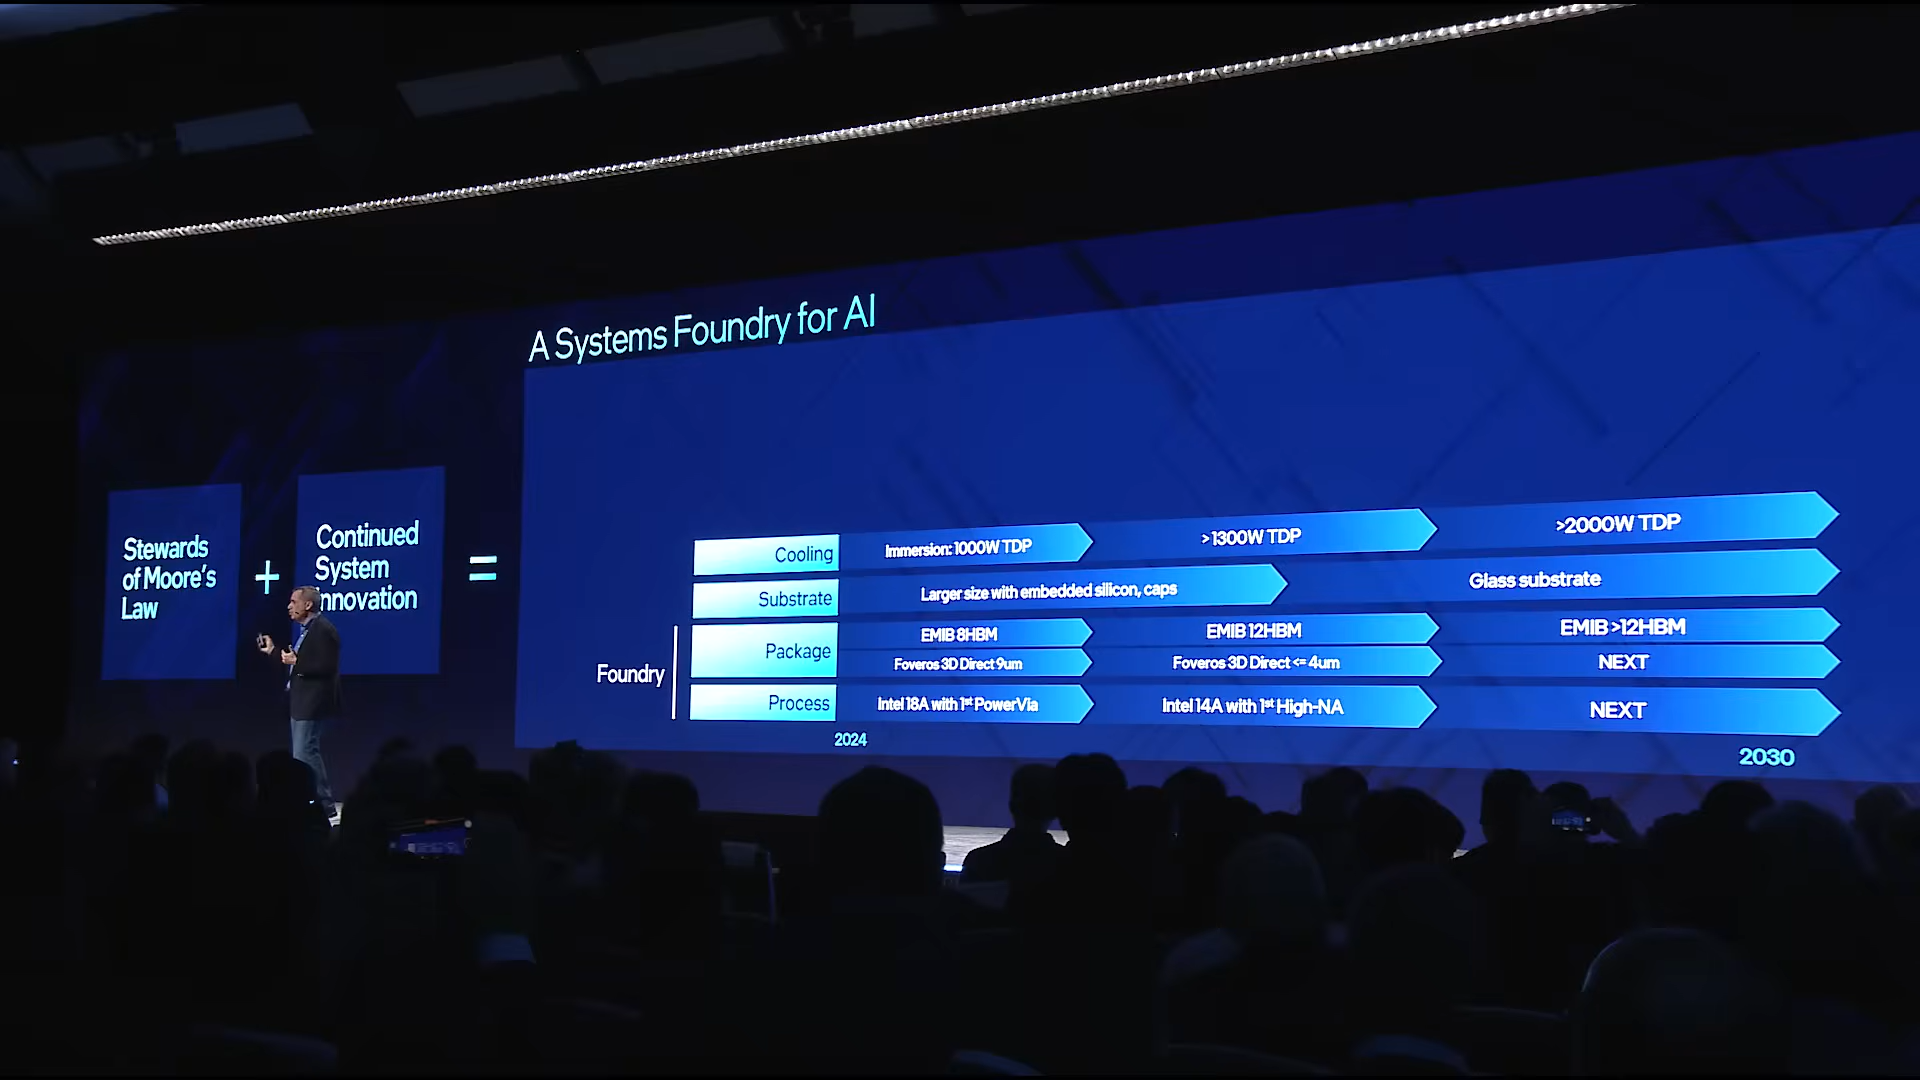 A Systems Foundry for AI
Stewards
of Moore's
Law
+
Continued
System
Innovation
=
Cooling
Immersion: 1000W TDP
>1300W TDP
>2000W TDP
Substrate
Larger size with embedded silicon, caps
Glass substrate
Foundry
Package
EMIB 8HBM
EMIB 12HBM
EMIB >12HBM
Foveros 3D Direct 9um
Foveros 3D Direct <= 4um
NEXT
Process
Intel 18A with 1st PowerVia
Intel 14A with 1st High-NA
NEXT
2024
2030